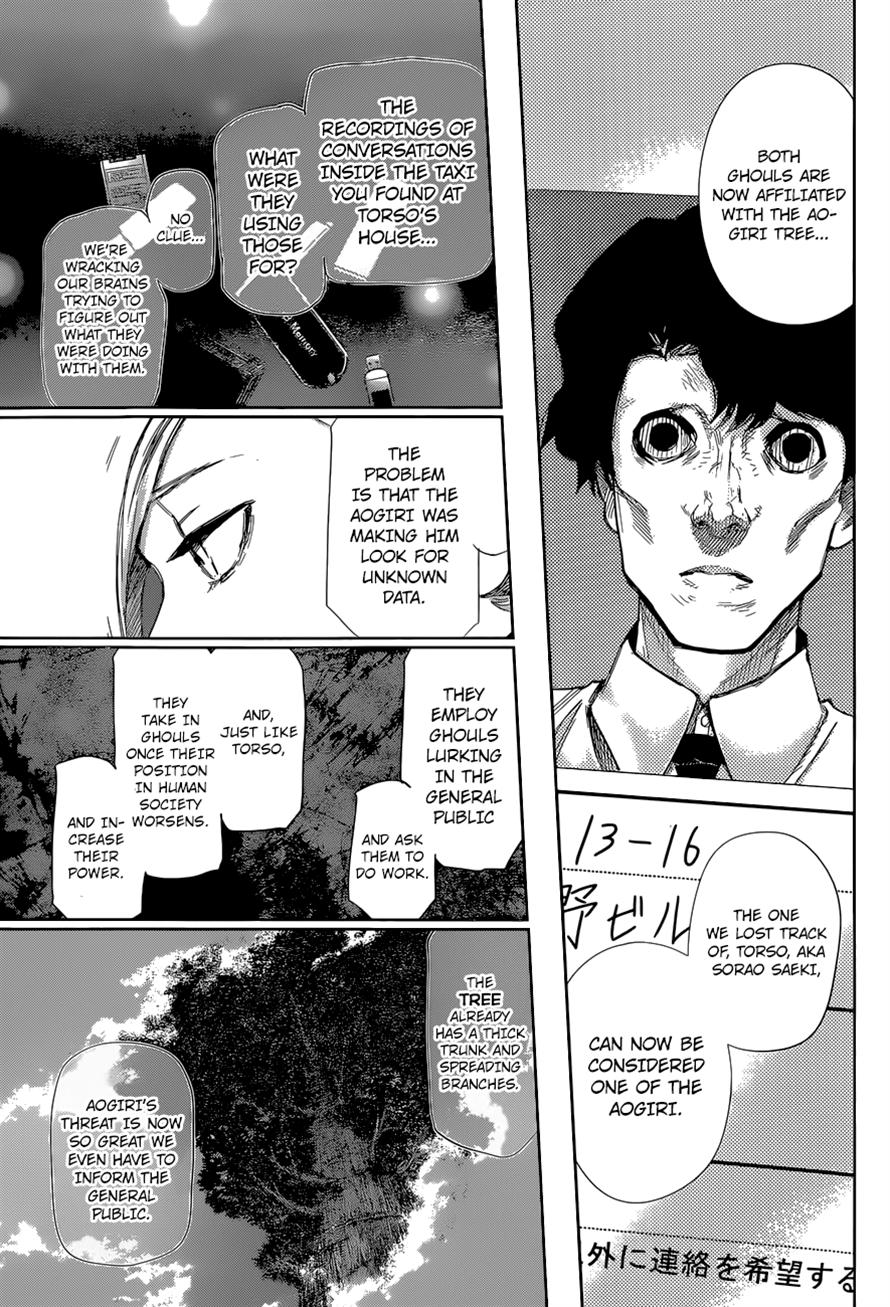 BOTH
GHOULS ARE
NOW AFFILIATED
WITH THE AO-
GIRI TREE...
13-16
野ビル
THE ONE
WE LOST TRACK
OF, TORSO, AKA
SORAO SAEKI,
CAN NOW BE
CONSIDERED
ONE OF THE
AOGIRI.
外に連絡を希望する
THE
RECORDINGS OF
CONVERSATIONS
INSIDE THE TAXI
YOU FOUND AT
TORSO'S
HOUSE...
WHAT
WERE
THEY
USING
THOSE
FOR?
NO
CLUE...
WE'RE
WRACKING
OUR BRAINS
TRYING TO
FIGURE OUT
WHAT THEY
WERE DOING
WITH THEM.
Memory
THE
PROBLEM
IS THAT THE
AOGIRI WAS
MAKING HIM
LOOK FOR
UNKNOWN
DATA.
THEY
EMPLOY
GHOULS
LURKING
IN THE
GENERAL
PUBLIC
AND ASK
THEM TO
DO WORK.
AND,
JUST LIKE
TORSO,
THEY
TAKE IN
GHOULS
ONCE THEIR
POSITION
IN HUMAN
SOCIETY
WORSENS.
AND IN-
CREASE
THEIR
POWER.
THE
TREE
ALREADY
HAS A THICK
TRUNK AND
SPREADING
BRANCHES.
AOGIRI'S
THREAT IS NOW
SO GREAT WE
EVEN HAVE TO
INFORM THE
GENERAL
PUBLIC.